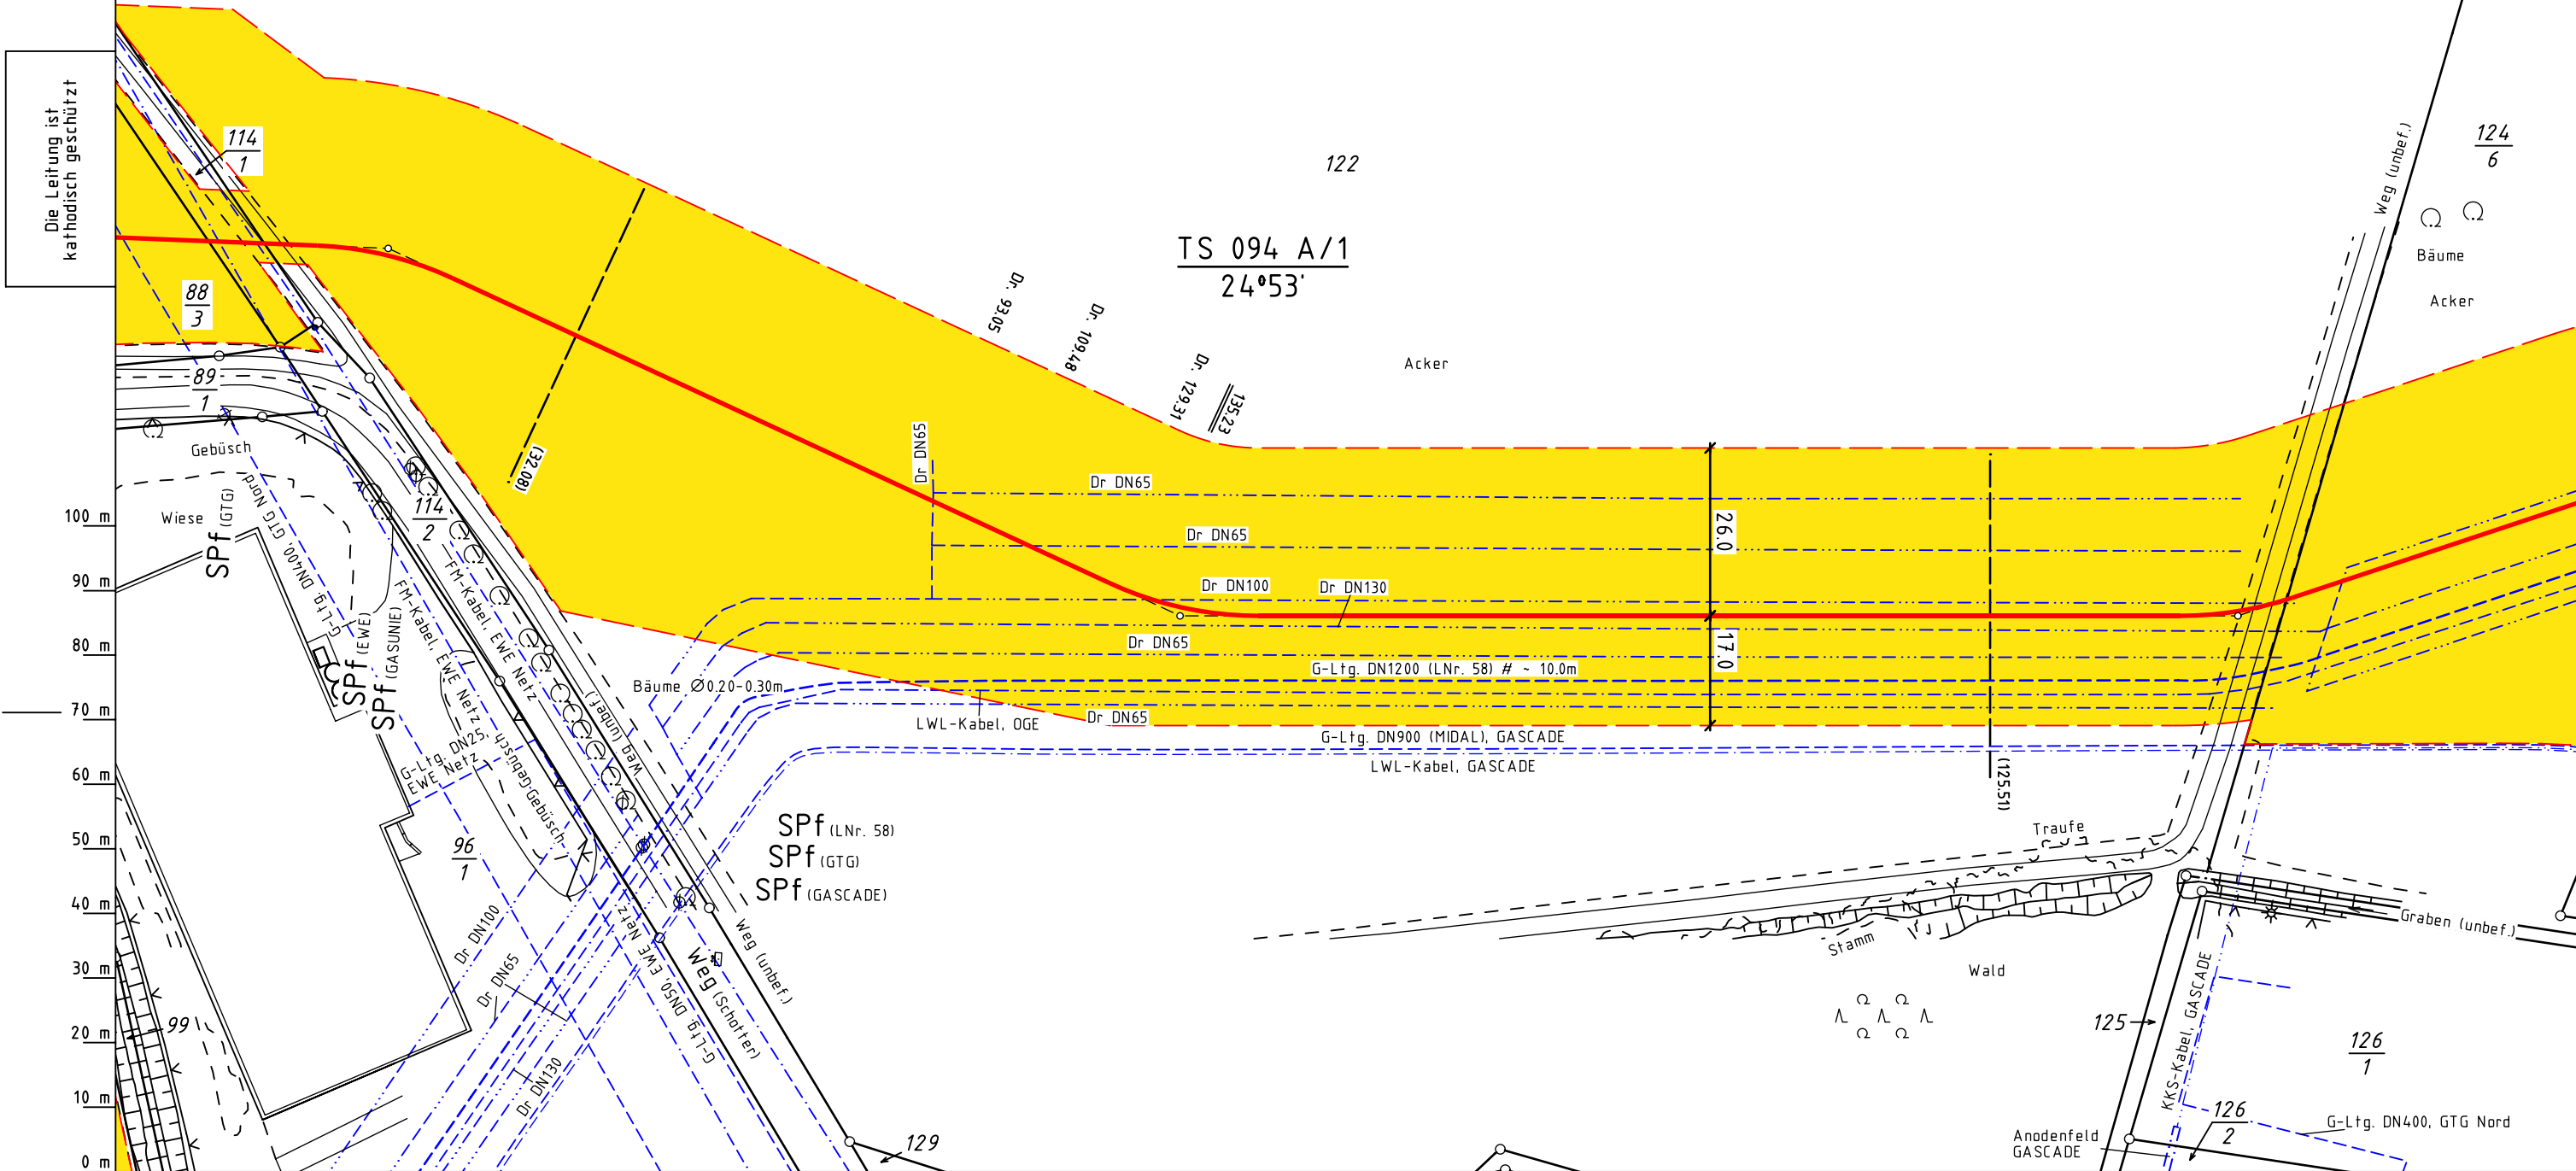 Die Leitung ist
kathodisch geschützt
114
1
122
124
6
Weg (unbef.)
Bäume
Acker
TS 094 A/1
24°53'
Dr. 93.05
Dr. 109.48
Dr. 129.31
135.23
Acker
88
3
89
1
(32.08)
Gebüsch
Wiese
SPf (GTG)
G-Ltg. DN400, GTG Nord
114
2
Dr DN65
Dr DN65
Dr DN65
Dr DN100
Dr DN130
Dr DN65
26.0
17.0
G-Ltg. DN1200 (LNr. 58) # ~ 10.0m
Bäume Ø0.20-0.30m
LWL-Kabel, OGE
Dr DN65
G-Ltg. DN900 (MIDAL), GASCADE
LWL-Kabel, GASCADE
(125.51)
SPf (EWE)
SPf (GASUNIE)
FM-Kabel, EWE Netz
FM-Kabel, EWE Netz
G-Ltg. DN25,
EWE Netz
Gebüsch
Gebüsch
Weg (unbef.)
100 m
90 m
80 m
70 m
60 m
50 m
40 m
30 m
20 m
10 m
0 m
SPf (LNr. 58)
SPf (GTG)
SPf (GASCADE)
96
1
99
Dr DN100
Dr DN65
Dr DN130
G-Ltg. DN50, EWE Netz
Weg (Schotter)
Weg (unbef.)
129
Traufe
Stamm
Wald
Graben (unbef.)
125
KKS-Kabel, GASCADE
126
1
126
2
G-Ltg. DN400, GTG Nord
Anodenfeld
GASCADE